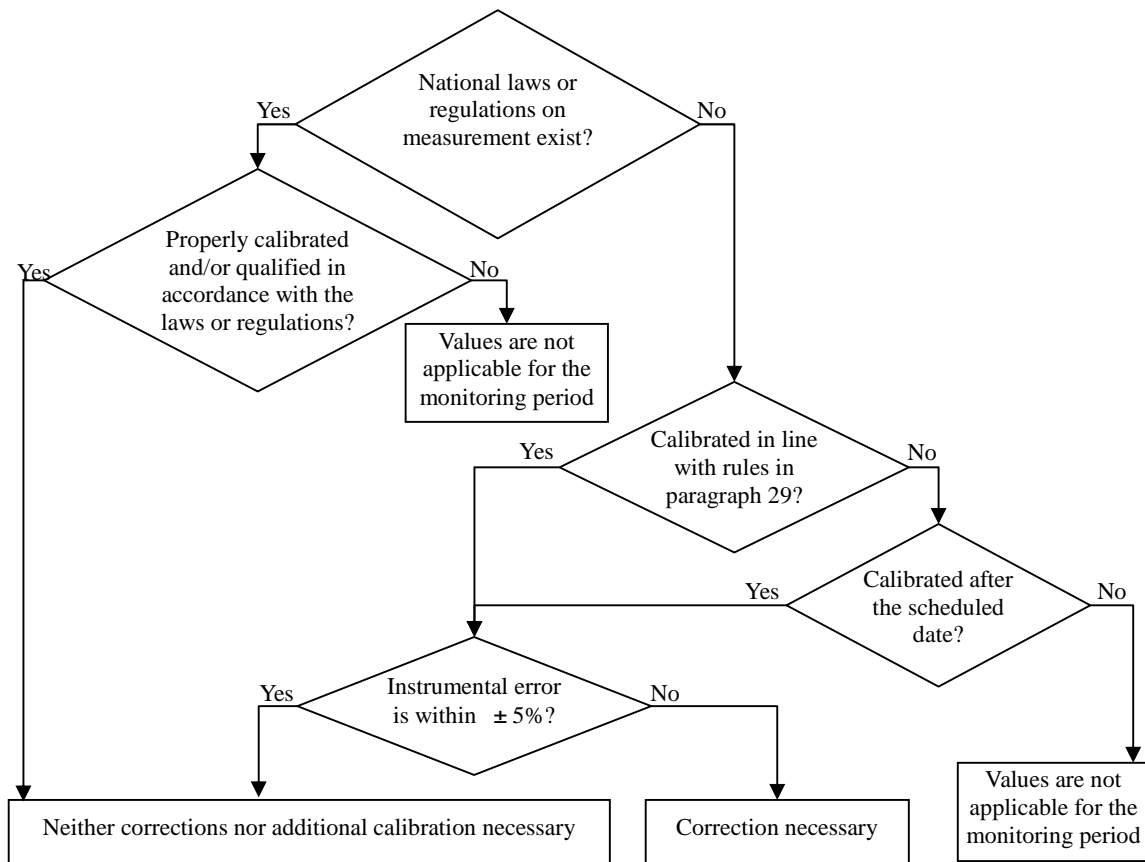 National laws or
regulations on
measurement exist?
Yes
No
Properly calibrated
and/or qualified in
accordance with the
laws or regulations?
Yes
No
Values are not
applicable for the
monitoring period
Calibrated in line
with rules in
paragraph 29?
Yes
No
Calibrated after
the scheduled
date?
Yes
No
Instrumental error
is within ± 5%?
Yes
No
Values are not
applicable for the
monitoring period
Neither corrections nor additional calibration necessary
Correction necessary